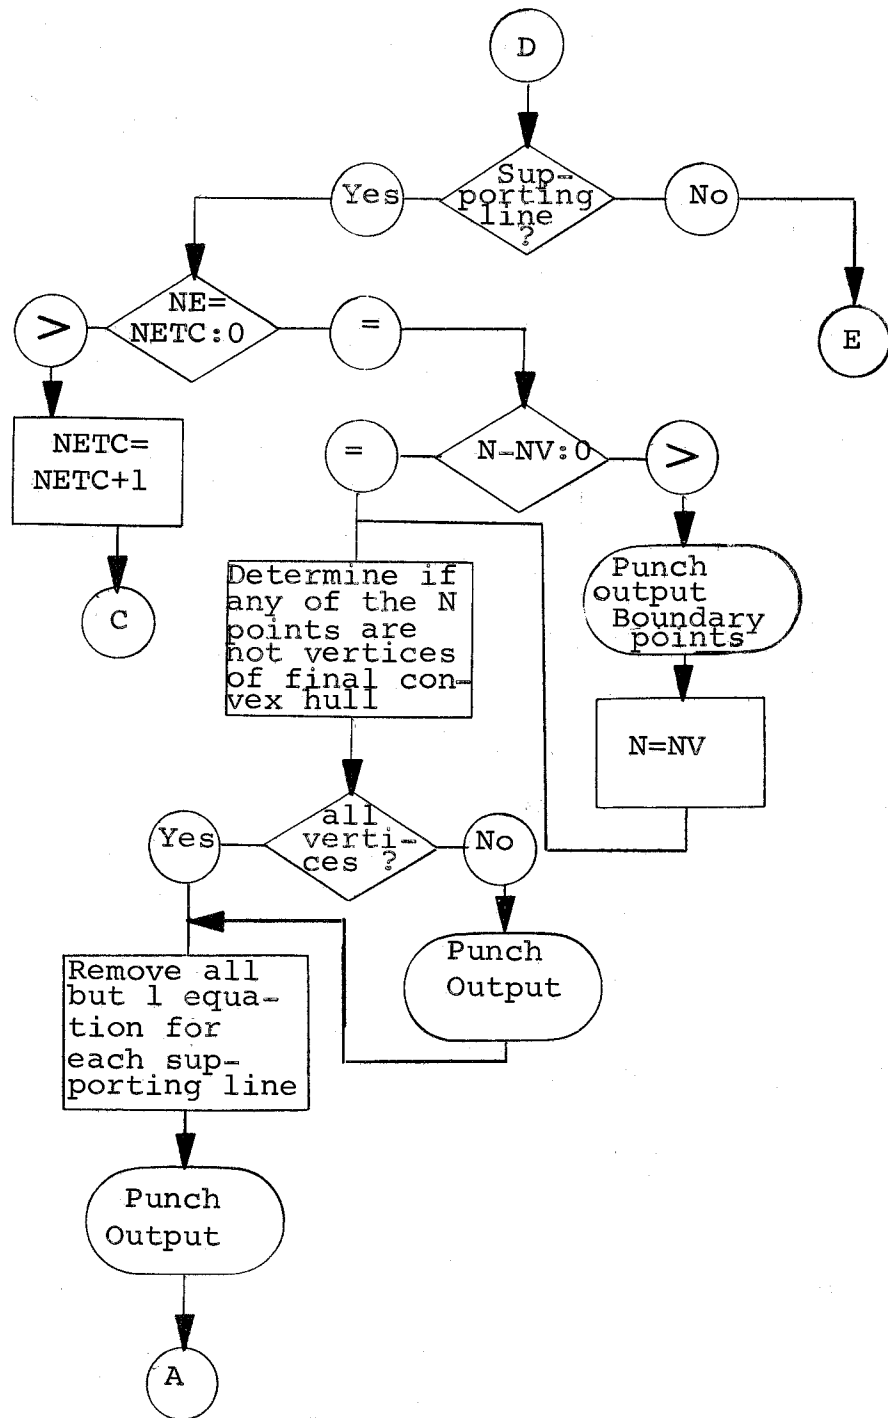 D
Sup-
porting
line
?
Yes
No
E
NE=
NETC:0
>
=
NETC=
NETC+1
C
N-NV:0
=
>
Punch
output
Boundary
points
N=NV
Determine if
any of the N
points are
not vertices
of final con-
vex hull
all
verti-
ces ?
Yes
No
Punch
Output
Remove all
but 1 equa-
tion for
each sup-
porting line
Punch
Output
A